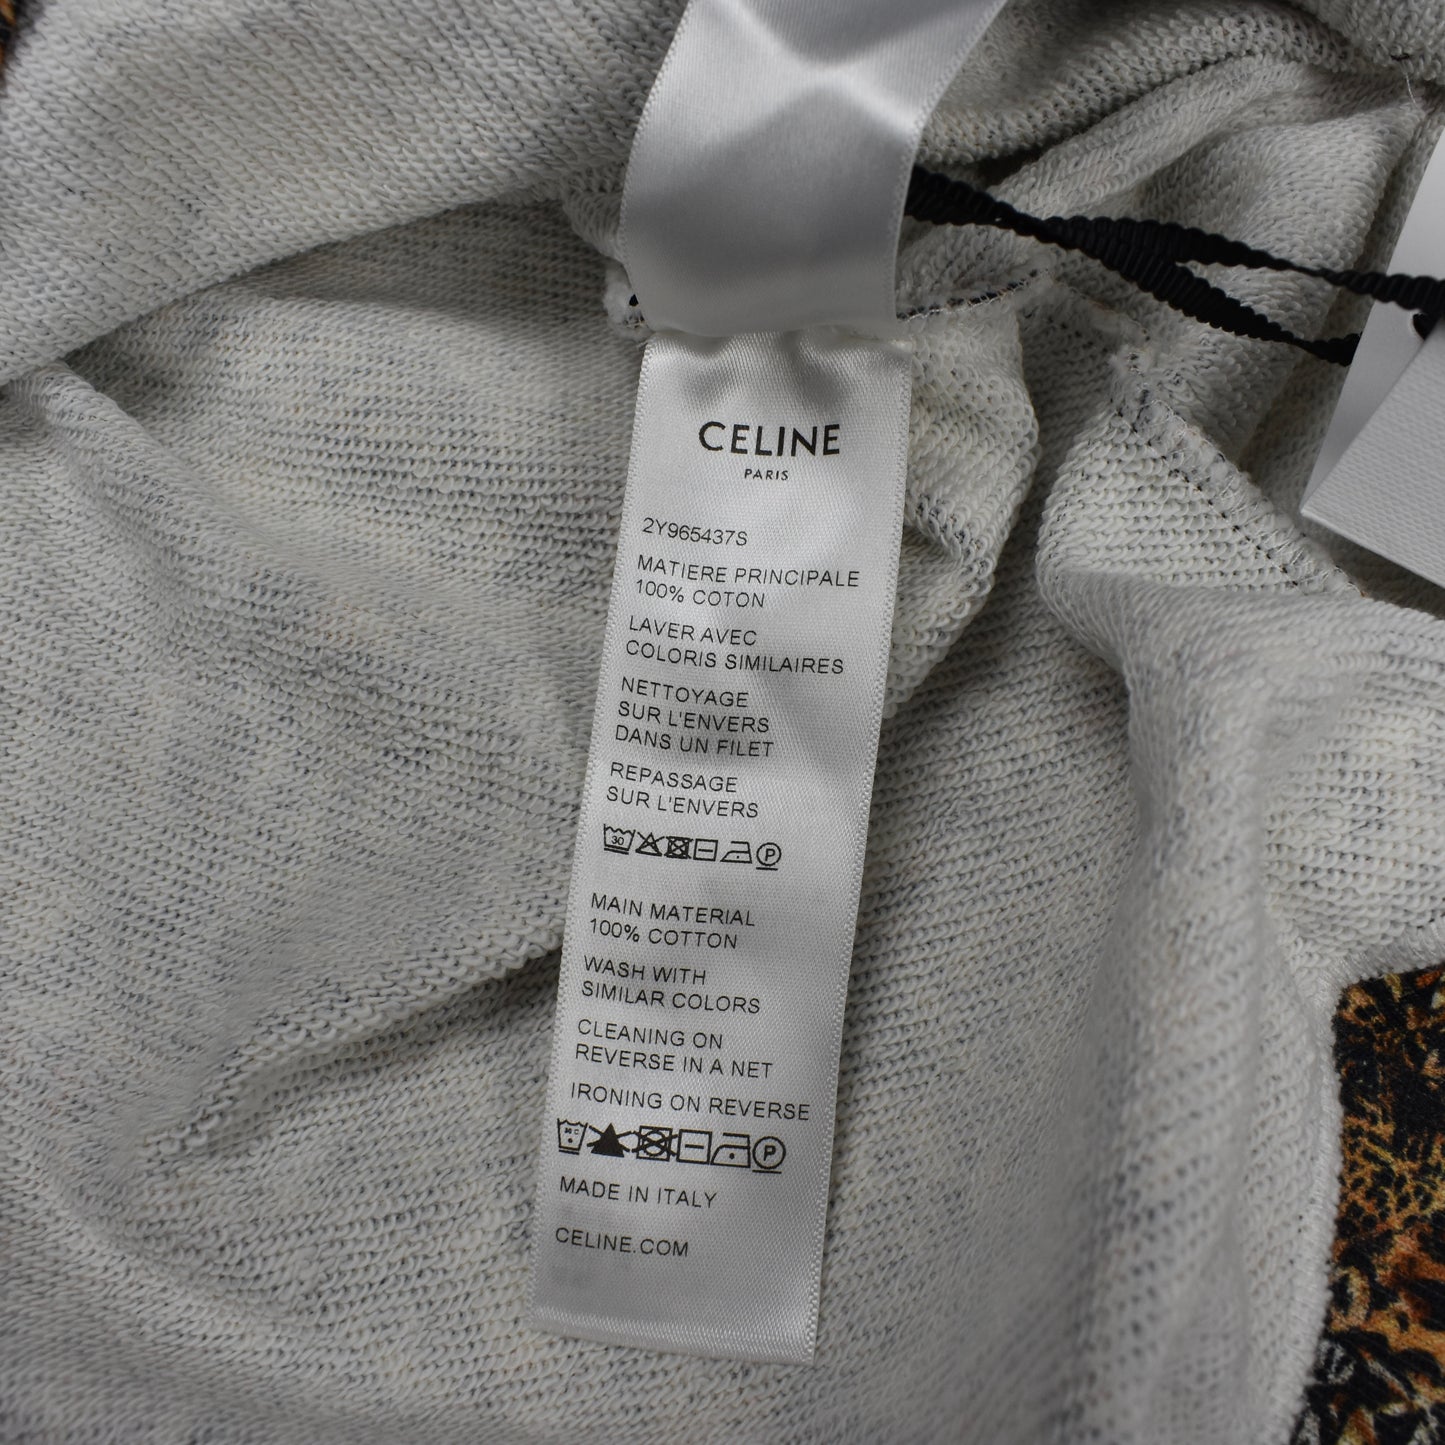 CELINE
PARIS
2Y965437S
MATIERE PRINCIPALE
100% COTON
LAVER AVEC
COLORIS SIMILAIRES
NETTOYAGE
SUR L'ENVERS
DANS UN FILET
REPASSAGE
SUR L'ENVERS
30 P
MAIN MATERIAL
100% COTTON
WASH WITH
SIMILAR COLORS
CLEANING ON
REVERSE IN A NET
IRONING ON REVERSE
P
MADE IN ITALY
CELINE.COM